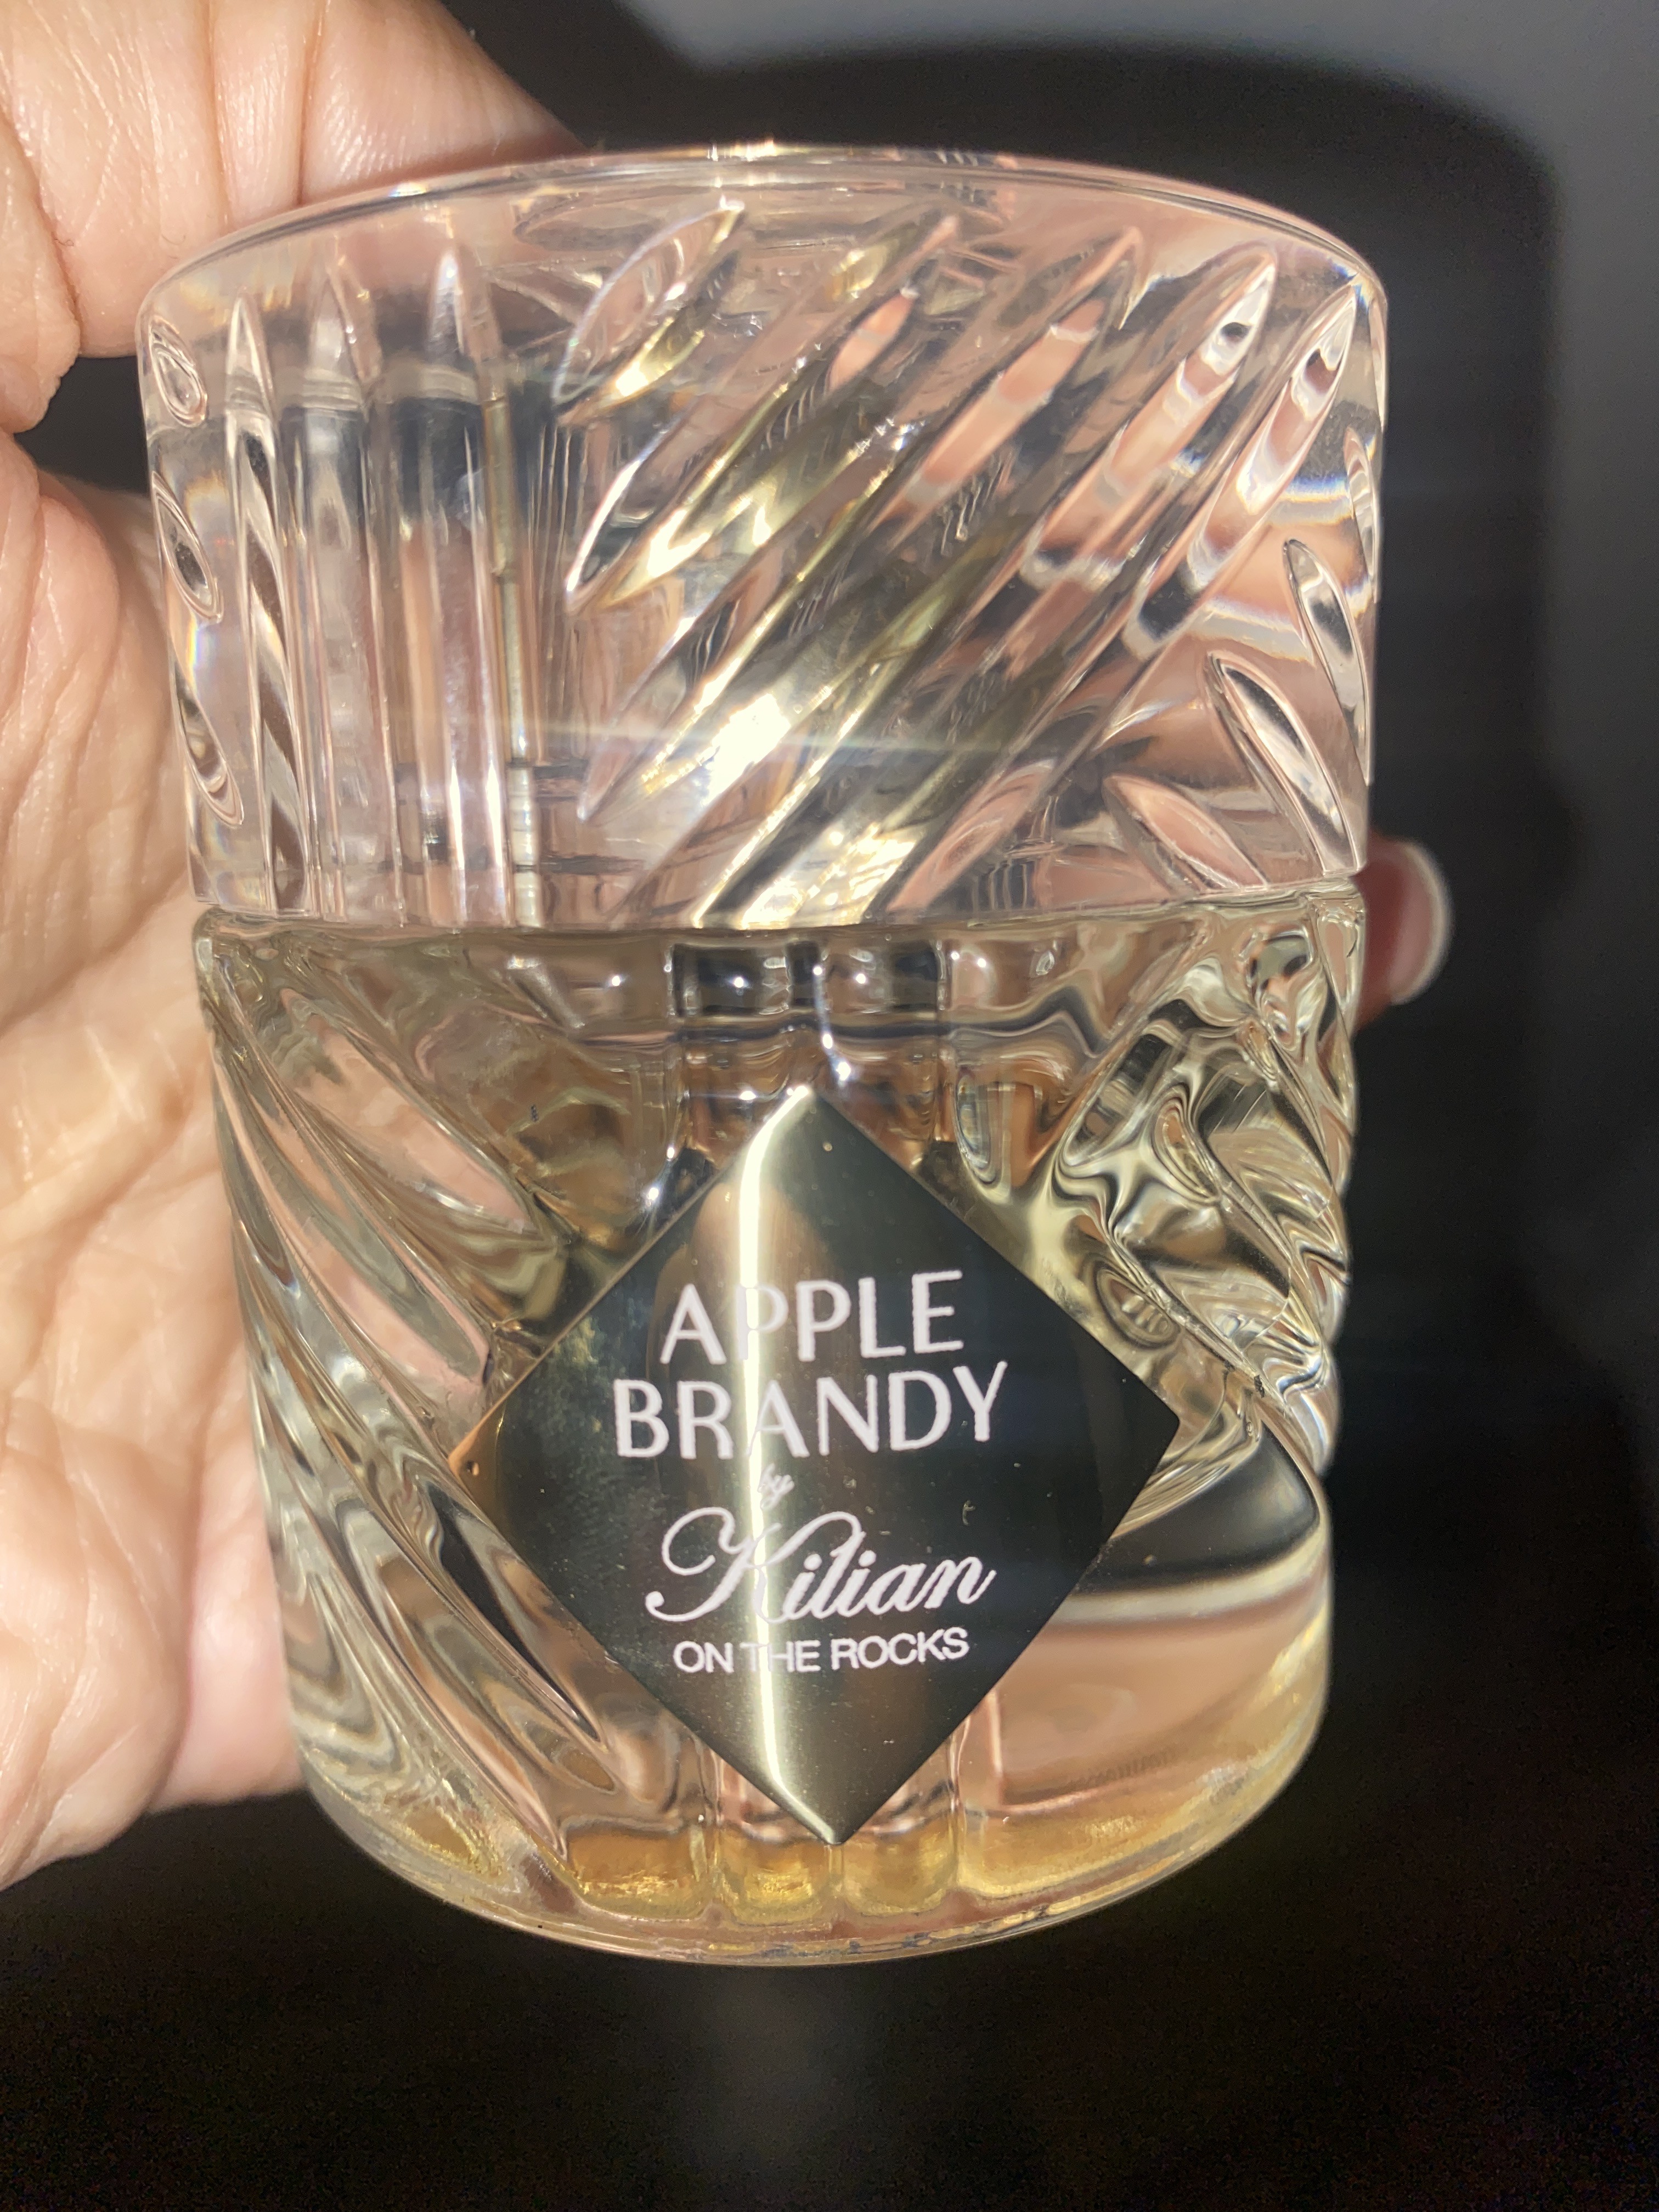 APPLE
BRANDY
by
Kilian
ON THE ROCKS